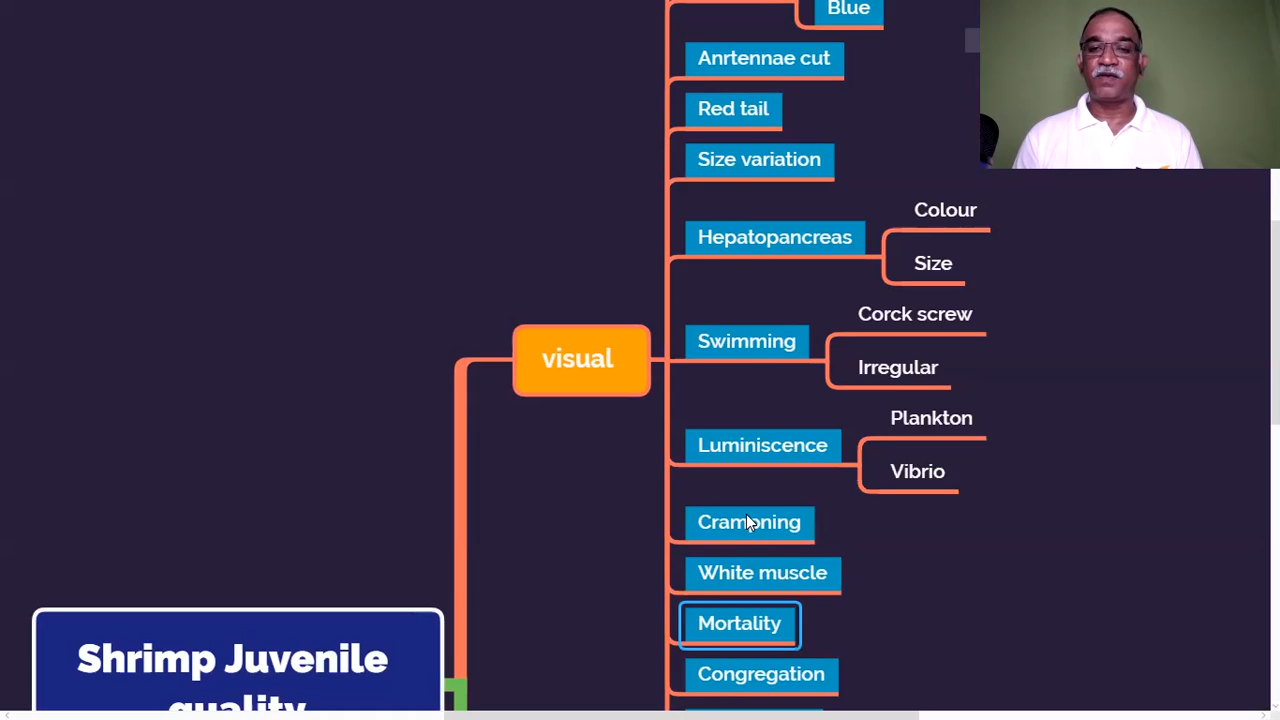 Blue
Anrtennae cut
Red tail
Size variation
Hepatopancreas
Colour
Size
visual
Swimming
Corck screw
Irregular
Luminiscence
Plankton
Vibrio
Cramping
White muscle
Mortality
Congregation
Shrimp Juvenile
quality